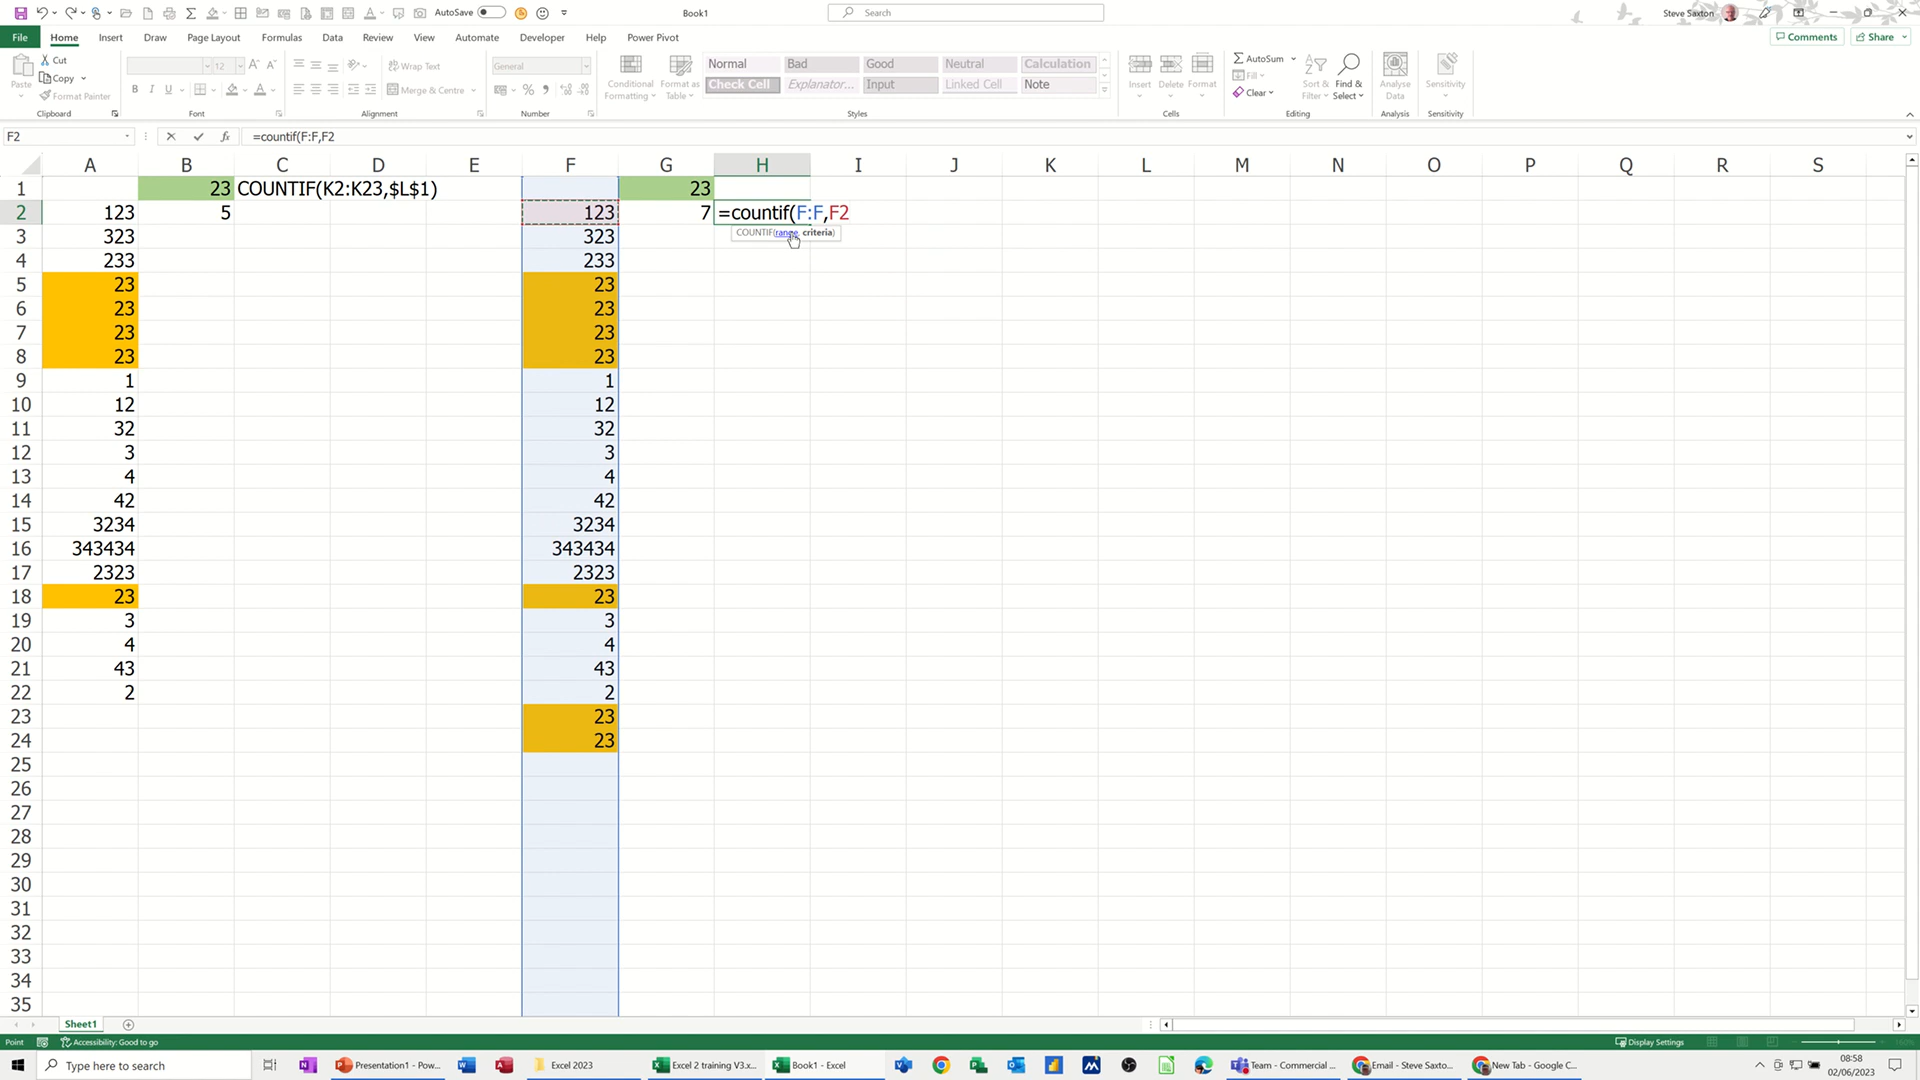 AutoSave
Book1
Search
Steve Saxton
File Home Insert Draw Page Layout Formulas Data Review View Automate Developer Help Power Pivot Comments Share
Paste Cut Copy Format Painter
12
Wrap Text
Merge & Centre
General
Conditional Formatting Format as Table
Normal Bad Good Neutral Calculation
Check Cell Explanator... Input Linked Cell Note
Insert Delete Format
AutoSum Fill Clear
Sort & Filter Find & Select
Analyse Data
Sensitivity
Clipboard Font Alignment Number Styles Cells Editing Analysis Sensitivity
F2 =countif(F:F,F2
A B C D E F G H I J K L M N O P Q R S
1 23 COUNTIF(K2:K23,$L$1) 23
2 123 5 123 7 =countif(F:F,F2
COUNTIF(range, criteria)
3 323 323
4 233 233
5 23 23
6 23 23
7 23 23
8 23 23
9 1 1
10 12 12
11 32 32
12 3 3
13 4 4
14 42 42
15 3234 3234
16 343434 343434
17 2323 2323
18 23 23
19 3 3
20 4 4
21 43 43
22 2 2
23 23
24 23
25
26
27
28
29
30
31
32
33
34
35
Sheet1
Point Accessibility: Good to go Display Settings 160%
Type here to search Presentation1 - Pow... Excel 2023 Excel 2 training V3.x... Book1 - Excel Team - Commercial ... Email - Steve Saxto... New Tab - Google C... 08:58
02/06/2023